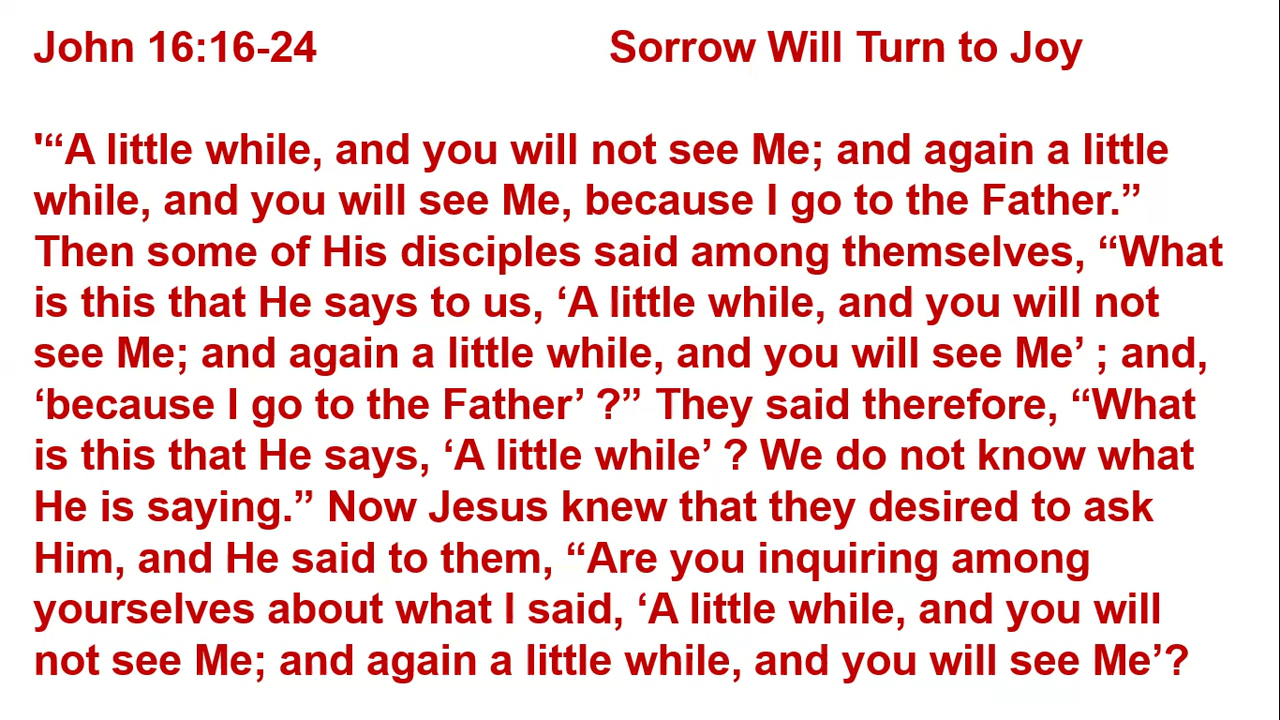 John 16:16-24 Sorrow Will Turn to Joy
'“A little while, and you will not see Me; and again a little
while, and you will see Me, because I go to the Father.”
Then some of His disciples said among themselves, “What
is this that He says to us, ‘A little while, and you will not
see Me; and again a little while, and you will see Me’ ; and,
‘because I go to the Father’ ?” They said therefore, “What
is this that He says, ‘A little while’ ? We do not know what
He is saying.” Now Jesus knew that they desired to ask
Him, and He said to them, “Are you inquiring among
yourselves about what I said, ‘A little while, and you will
not see Me; and again a little while, and you will see Me’?